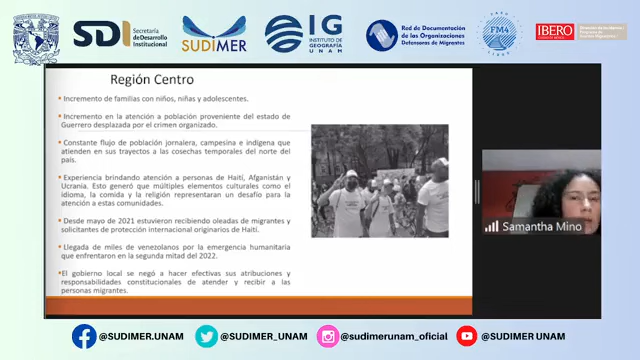 SDI
Secretaría
de Desarrollo
Institucional
SUDIMER
IG
INSTITUTO DE
GEOGRAFÍA
UNAM
Red de Documentación
de las Organizaciones
Defensoras de Migrantes
FM4
IBERO
Región Centro
Incremento de familias con niños, niñas y adolescentes.
Incremento en la atención a población proveniente del estado de
Guerrero desplazada por el crimen organizado.
Constante flujo de población jornalera, campesina e indígena que
atienden en sus trayectos a las cosechas temporales del norte del
país.
Experiencia brindando atención a personas de Haití, Afganistán y
Ucrania. Esto generó que múltiples elementos culturales como el
idioma, la comida y la religión representaran un desafío para la
atención a estas comunidades.
Desde mayo de 2021 estuvieron recibiendo oleadas de migrantes y
solicitantes de protección internacional originarios de Haití.
Llegada de miles de venezolanos por la emergencia humanitaria
que enfrentaron en la segunda mitad del 2022.
El gobierno local se negó a hacer efectivas sus atribuciones y
responsabilidades constitucionales de atender y recibir a las
personas migrantes.
Samantha Mino
@SUDIMER.UNAM
@SUDIMER_UNAM
@sudimerunam_oficial
@SUDIMER UNAM